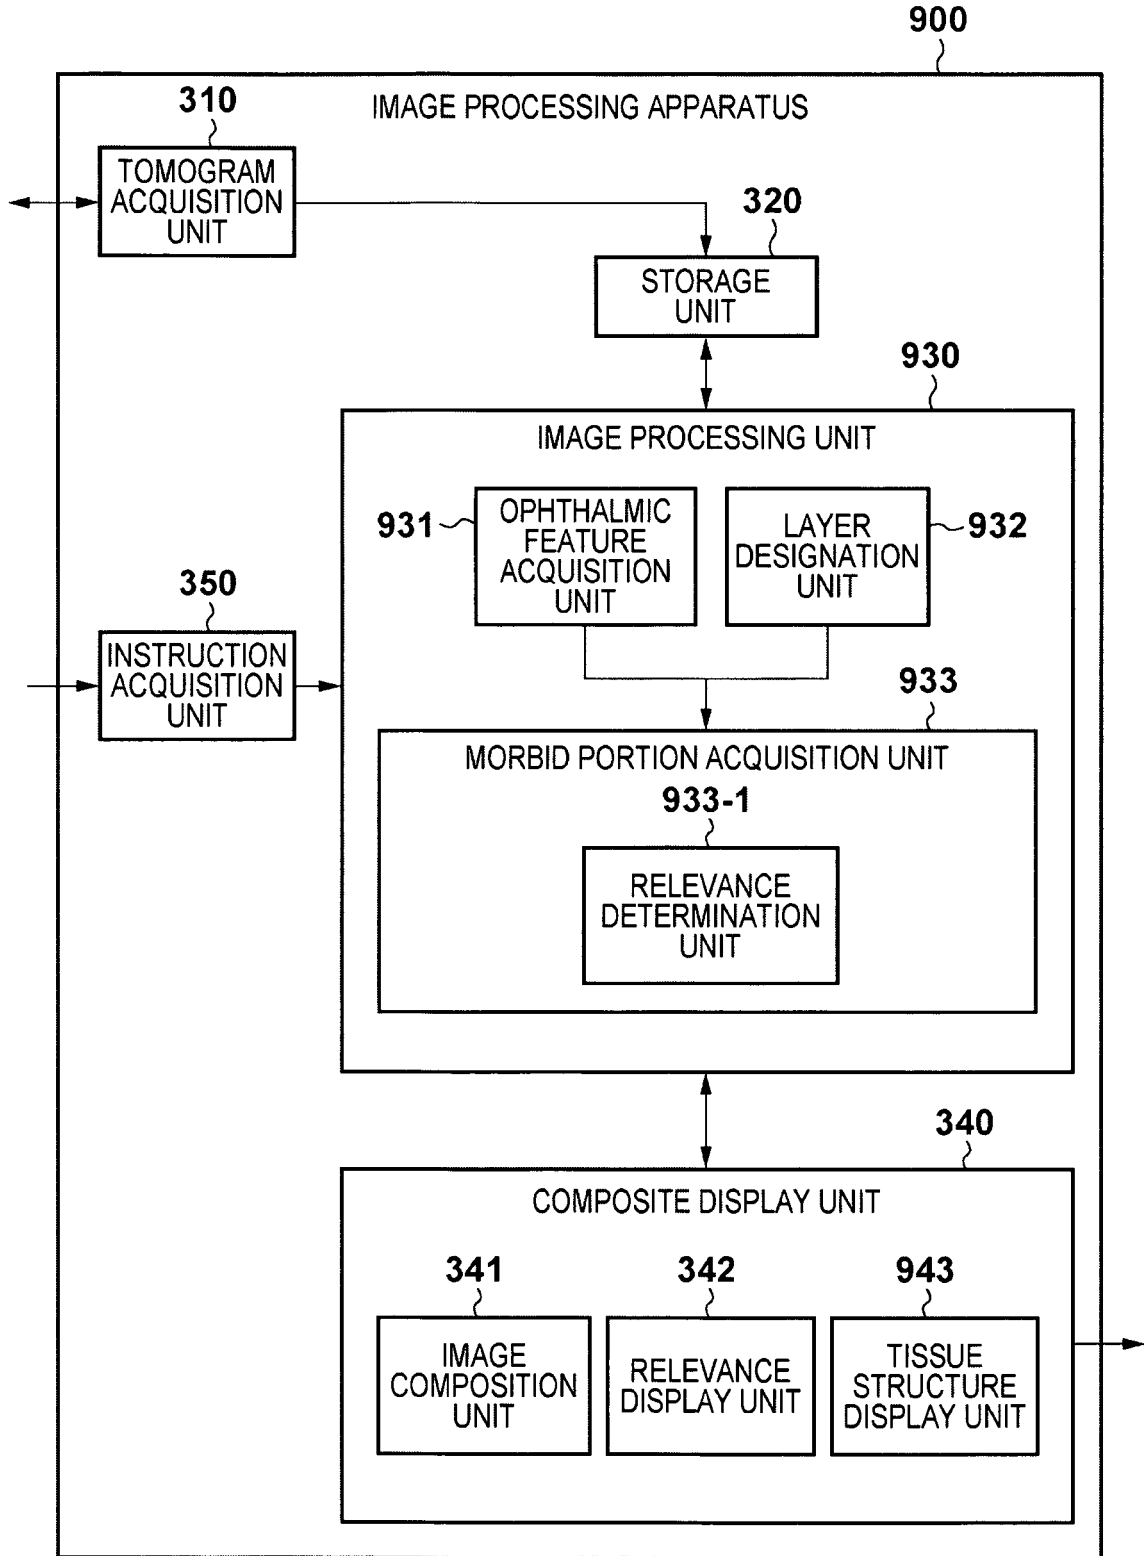 900
IMAGE PROCESSING APPARATUS
310
TOMOGRAM
ACQUISITION
UNIT
320
STORAGE
UNIT
930
IMAGE PROCESSING UNIT
931
OPHTHALMIC
FEATURE
ACQUISITION
UNIT
LAYER
DESIGNATION
UNIT
932
350
INSTRUCTION
ACQUISITION
UNIT
933
MORBID PORTION ACQUISITION UNIT
933-1
RELEVANCE
DETERMINATION
UNIT
340
COMPOSITE DISPLAY UNIT
341
IMAGE
COMPOSITION
UNIT
342
RELEVANCE
DISPLAY UNIT
943
TISSUE
STRUCTURE
DISPLAY UNIT